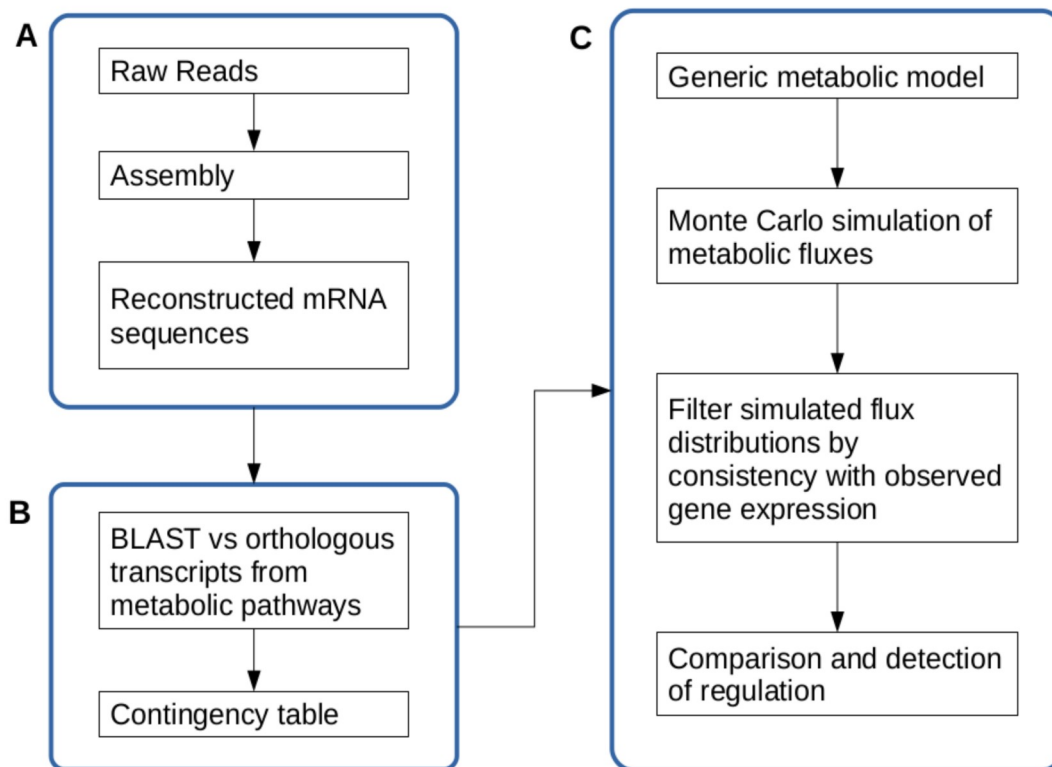 A
Raw Reads
Assembly
Reconstructed mRNA
sequences
B
BLAST vs orthologous
transcripts from
metabolic pathways
Contingency table
C
Generic metabolic model
Monte Carlo simulation of
metabolic fluxes
Filter simulated flux
distributions by
consistency with observed
gene expression
Comparison and detection
of regulation